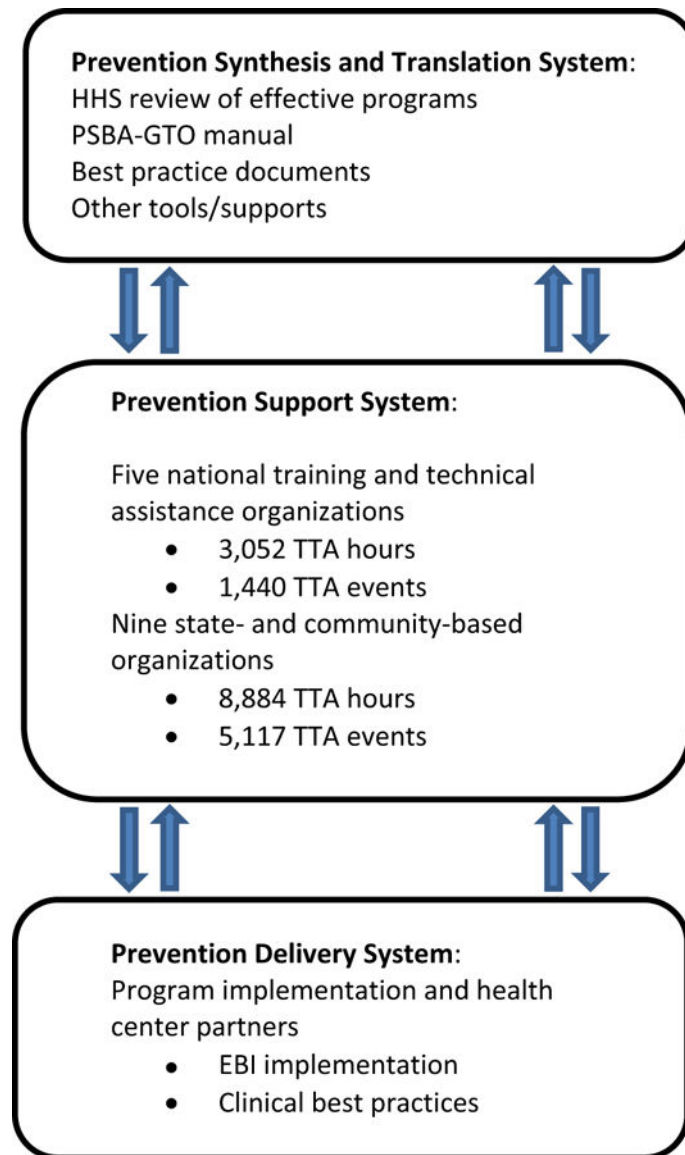 Prevention Synthesis and Translation System:
HHS review of effective programs
PSBA-GTO manual
Best practice documents
Other tools/supports
Prevention Support System:
Five national training and technical
assistance organizations
• 3,052 TTA hours
• 1,440 TTA events
Nine state- and community-based
organizations
• 8,884 TTA hours
• 5,117 TTA events
Prevention Delivery System:
Program implementation and health
center partners
• EBI implementation
• Clinical best practices